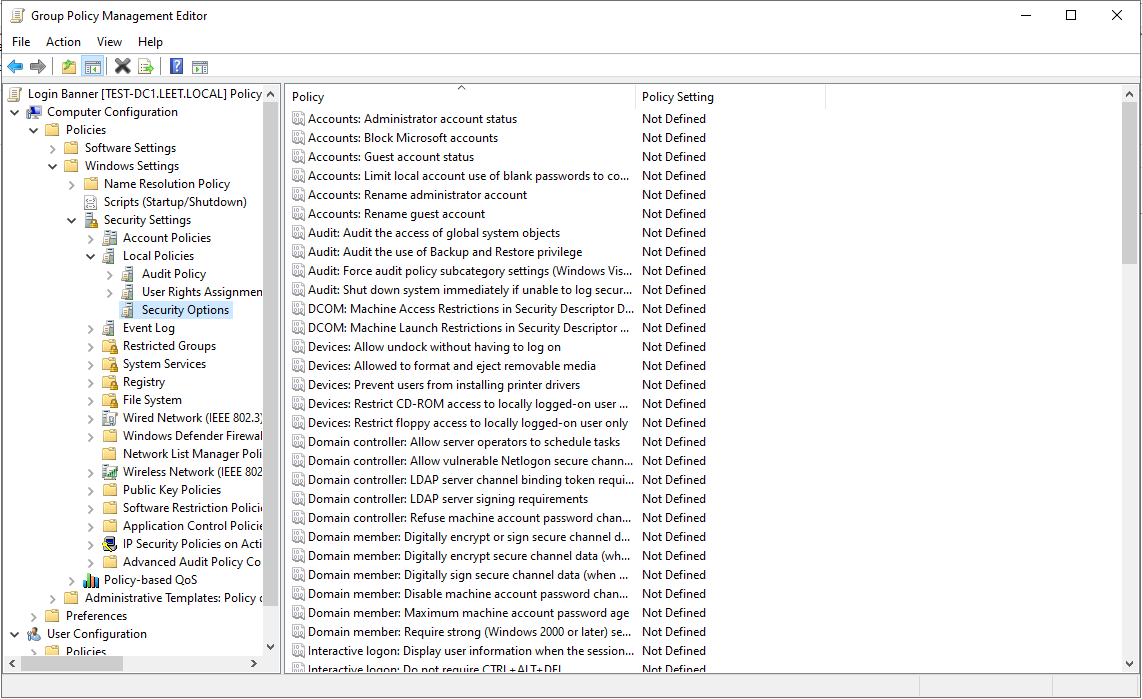 Group Policy Management Editor
File Action View Help
Login Banner [TEST-DC1.LEET.LOCAL] Policy
Computer Configuration
Policies
Software Settings
Windows Settings
Name Resolution Policy
Scripts (Startup/Shutdown)
Security Settings
Account Policies
Local Policies
Audit Policy
User Rights Assignmen
Security Options
Event Log
Restricted Groups
System Services
Registry
File System
Wired Network (IEEE 802.3)
Windows Defender Firewal
Network List Manager Poli
Wireless Network (IEEE 802
Public Key Policies
Software Restriction Policie
Application Control Policie
IP Security Policies on Acti
Advanced Audit Policy Co
Policy-based QoS
Administrative Templates: Policy
Preferences
User Configuration
Policies
Policy Policy Setting
Accounts: Administrator account status Not Defined
Accounts: Block Microsoft accounts Not Defined
Accounts: Guest account status Not Defined
Accounts: Limit local account use of blank passwords to co... Not Defined
Accounts: Rename administrator account Not Defined
Accounts: Rename guest account Not Defined
Audit: Audit the access of global system objects Not Defined
Audit: Audit the use of Backup and Restore privilege Not Defined
Audit: Force audit policy subcategory settings (Windows Vis... Not Defined
Audit: Shut down system immediately if unable to log secur... Not Defined
DCOM: Machine Access Restrictions in Security Descriptor D... Not Defined
DCOM: Machine Launch Restrictions in Security Descriptor ... Not Defined
Devices: Allow undock without having to log on Not Defined
Devices: Allowed to format and eject removable media Not Defined
Devices: Prevent users from installing printer drivers Not Defined
Devices: Restrict CD-ROM access to locally logged-on user ... Not Defined
Devices: Restrict floppy access to locally logged-on user only Not Defined
Domain controller: Allow server operators to schedule tasks Not Defined
Domain controller: Allow vulnerable Netlogon secure chann... Not Defined
Domain controller: LDAP server channel binding token requi... Not Defined
Domain controller: LDAP server signing requirements Not Defined
Domain controller: Refuse machine account password chan... Not Defined
Domain member: Digitally encrypt or sign secure channel d... Not Defined
Domain member: Digitally encrypt secure channel data (wh... Not Defined
Domain member: Digitally sign secure channel data (when ... Not Defined
Domain member: Disable machine account password chan... Not Defined
Domain member: Maximum machine account password age Not Defined
Domain member: Require strong (Windows 2000 or later) se... Not Defined
Interactive logon: Display user information when the session... Not Defined
Interactive logon: Do not require CTRL+ALT+DEL Not Defined